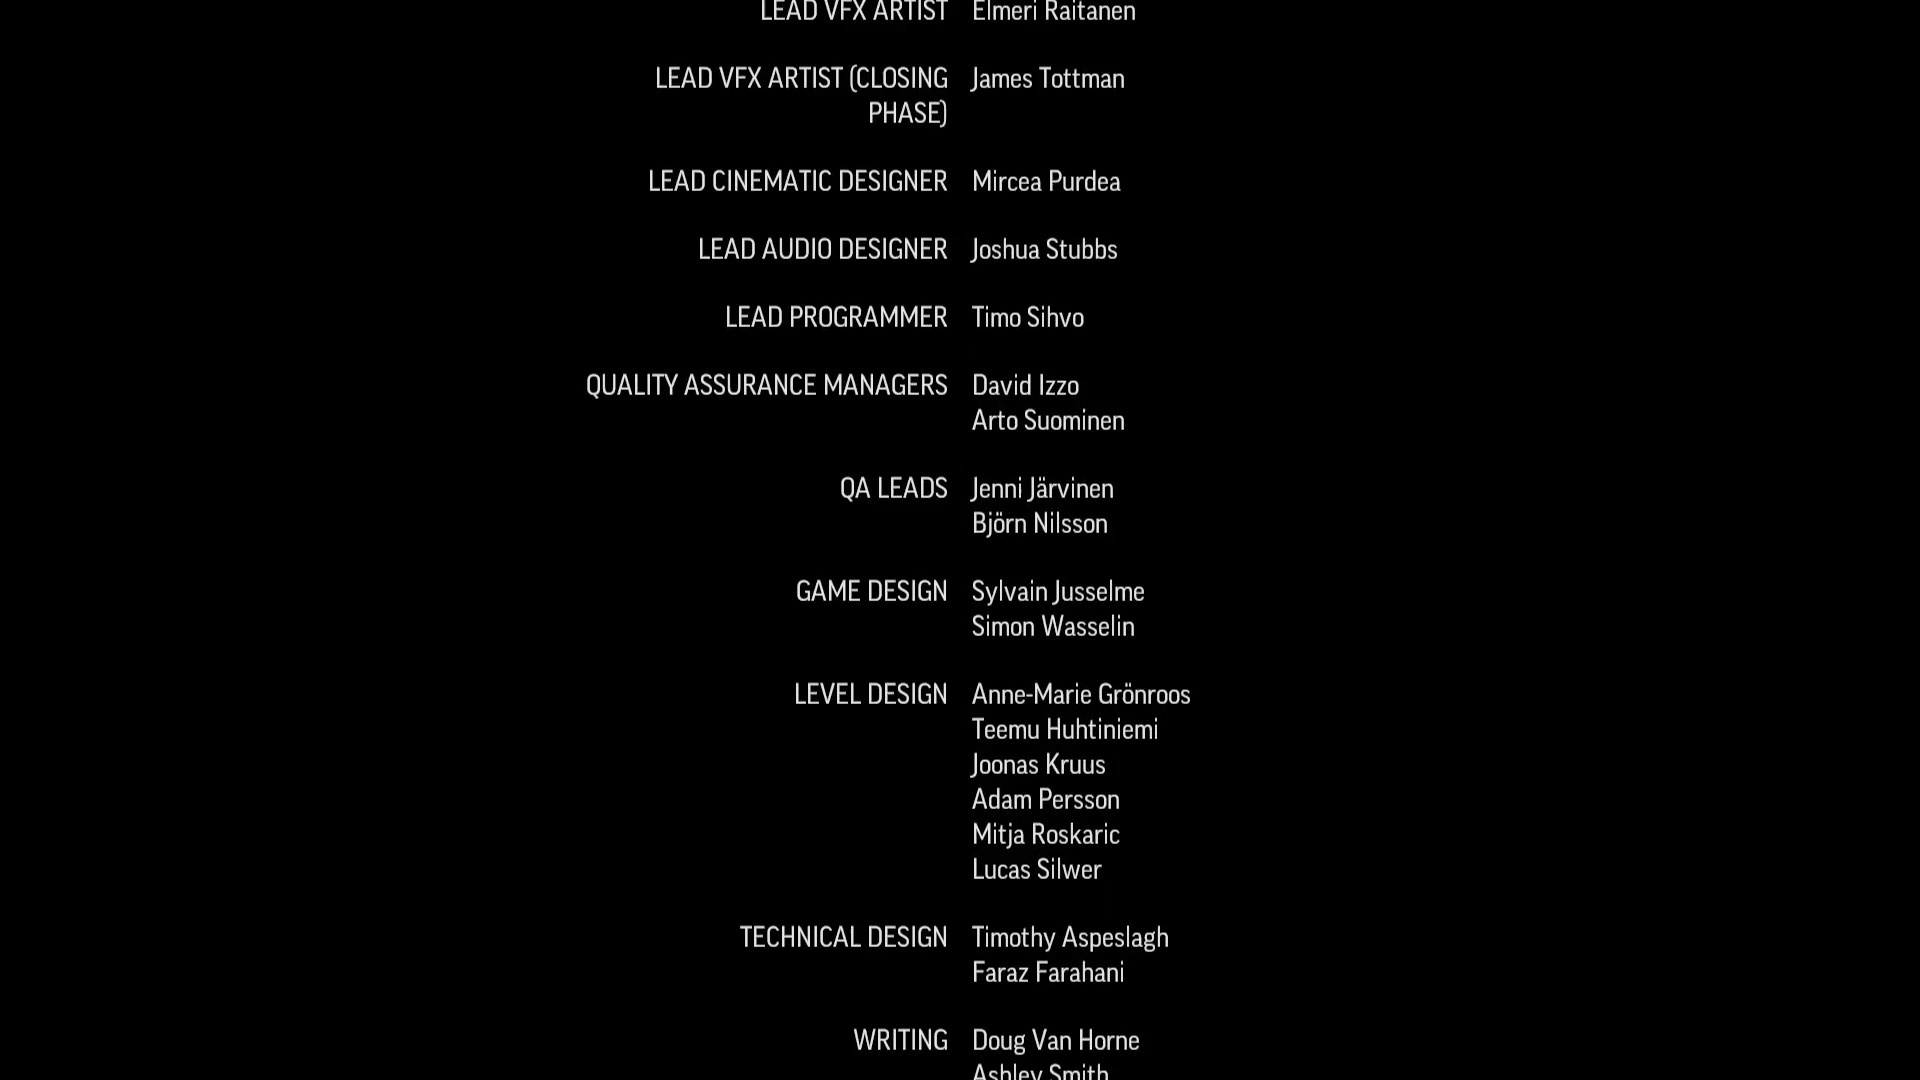 LEAD VFX ARTIST Elmeri Raitanen
LEAD VFX ARTIST (CLOSING James Tottman
PHASE)
LEAD CINEMATIC DESIGNER Mircea Purdea
LEAD AUDIO DESIGNER Joshua Stubbs
LEAD PROGRAMMER Timo Sihvo
QUALITY ASSURANCE MANAGERS David Izzo
Arto Suominen
QA LEADS Jenni Järvinen
Björn Nilsson
GAME DESIGN Sylvain Jusselme
Simon Wasselin
LEVEL DESIGN Anne-Marie Grönroos
Teemu Huhtiniemi
Joonas Kruus
Adam Persson
Mitja Roskaric
Lucas Silwer
TECHNICAL DESIGN Timothy Aspeslagh
Faraz Farahani
WRITING Doug Van Horne
Ashley Smith